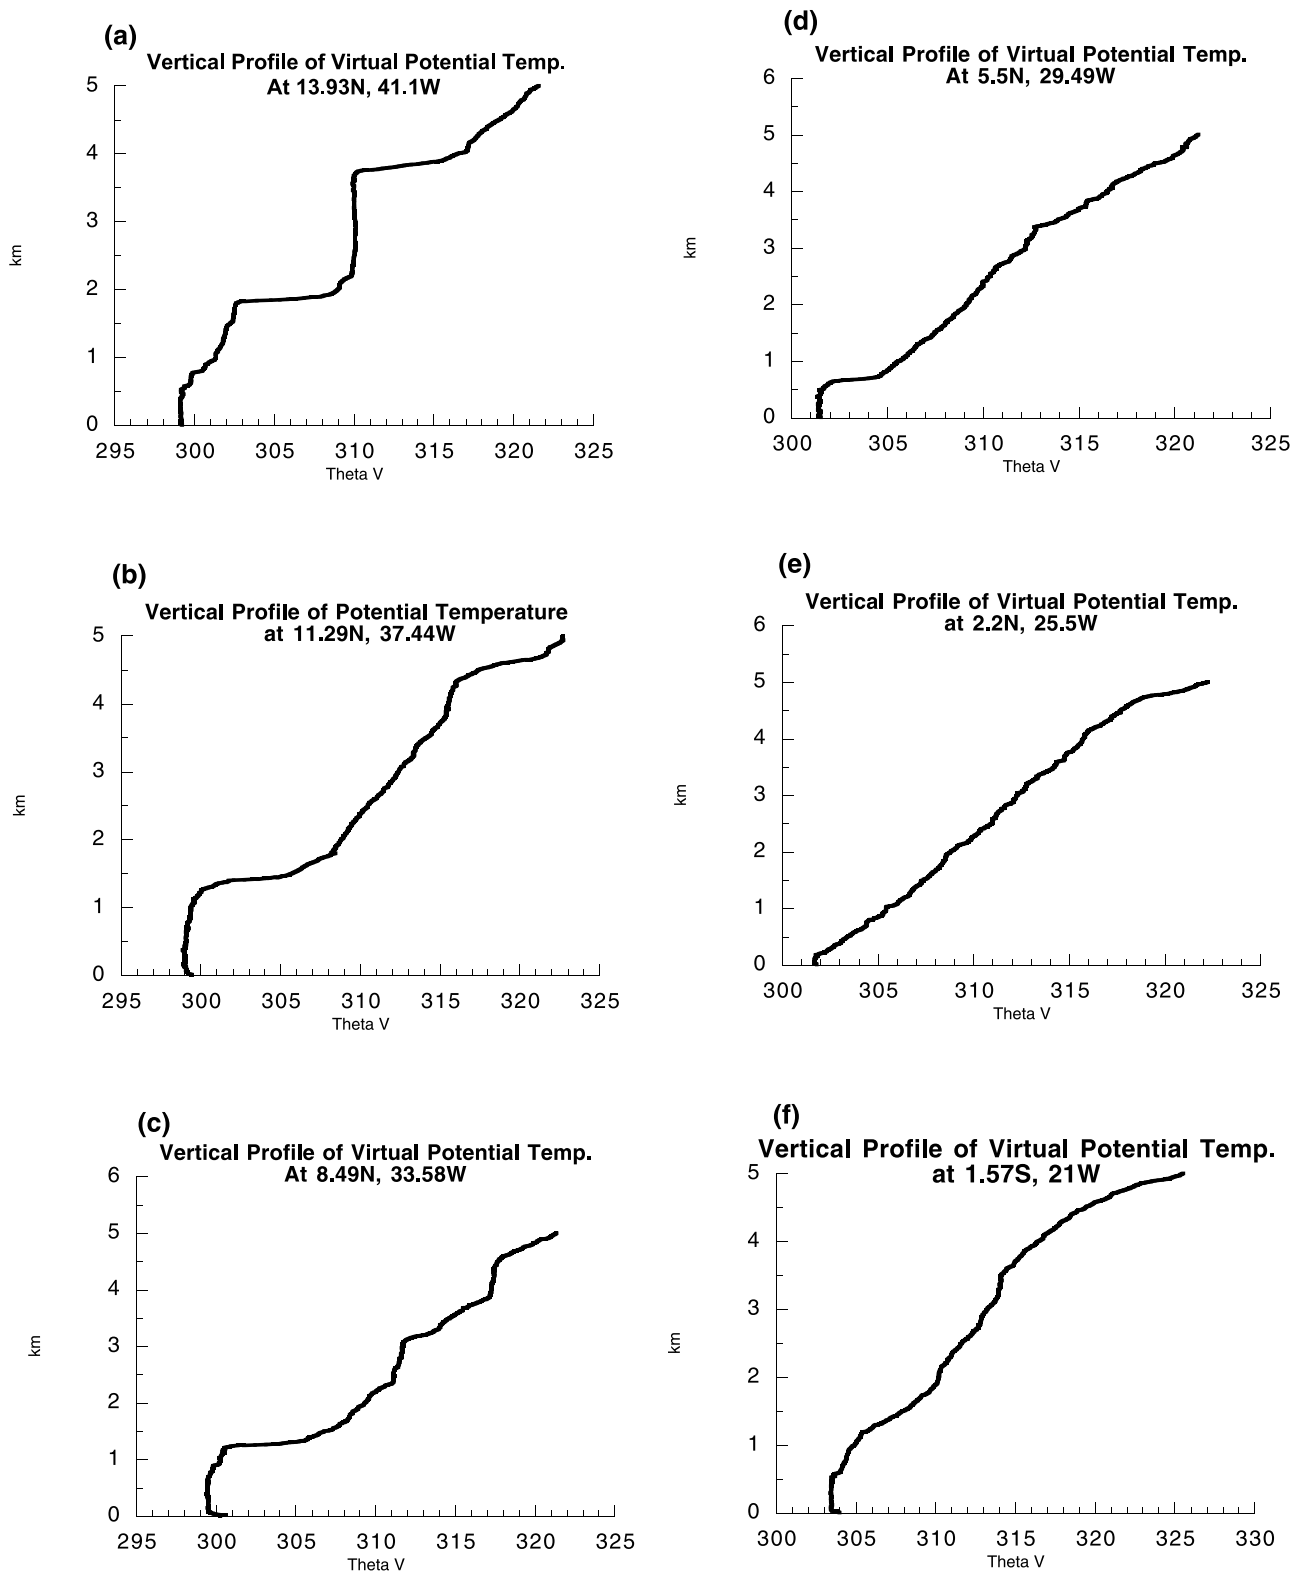 (a)
Vertical Profile of Virtual Potential Temp.
At 13.93N, 41.1W
5
4
3
2
1
0
km
295 300 305 310 315 320 325
Theta V
(b)
Vertical Profile of Potential Temperature
at 11.29N, 37.44W
5
4
3
2
1
0
km
295 300 305 310 315 320 325
Theta V
(c)
Vertical Profile of Virtual Potential Temp.
At 8.49N, 33.58W
6
5
4
3
2
1
0
km
295 300 305 310 315 320 325
Theta V
(d)
Vertical Profile of Virtual Potential Temp.
At 5.5N, 29.49W
6
5
4
3
2
1
0
km
300 305 310 315 320 325
Theta V
(e)
Vertical Profile of Virtual Potential Temp.
at 2.2N, 25.5W
6
5
4
3
2
1
0
km
300 305 310 315 320 325
Theta V
(f)
Vertical Profile of Virtual Potential Temp.
at 1.57S, 21W
5
4
3
2
1
0
km
300 305 310 315 320 325 330
Theta V